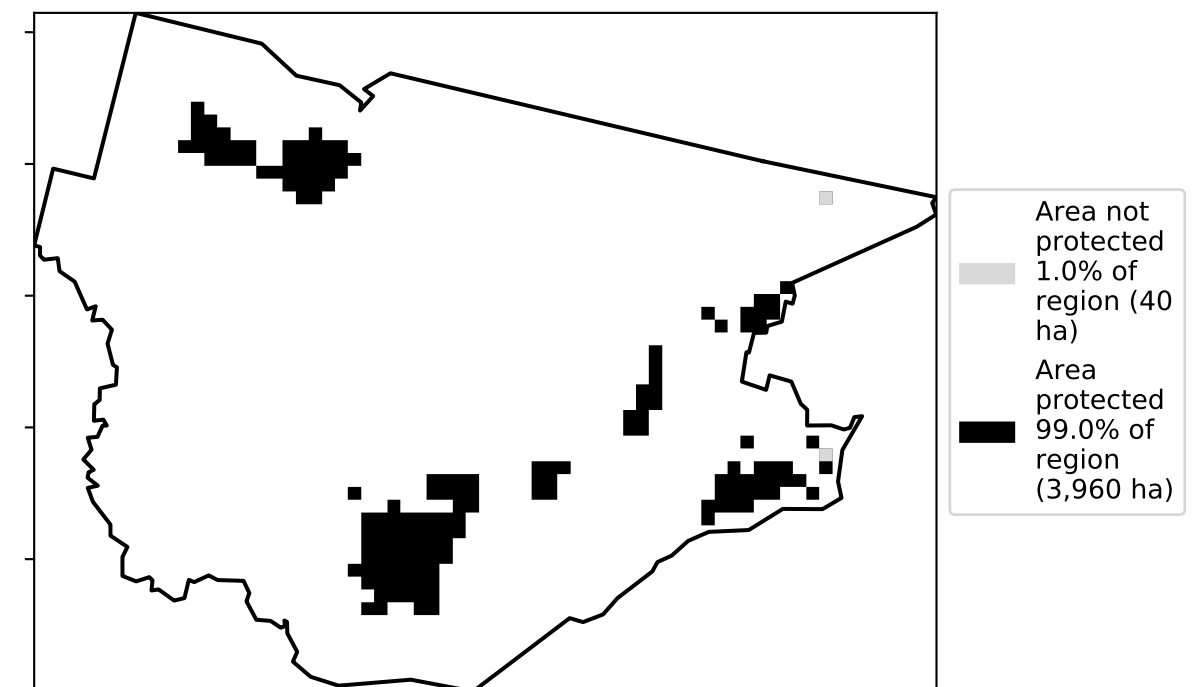 Area not
protected
1.0% of
region (40
ha)
Area
protected
99.0% of
region
(3,960 ha)